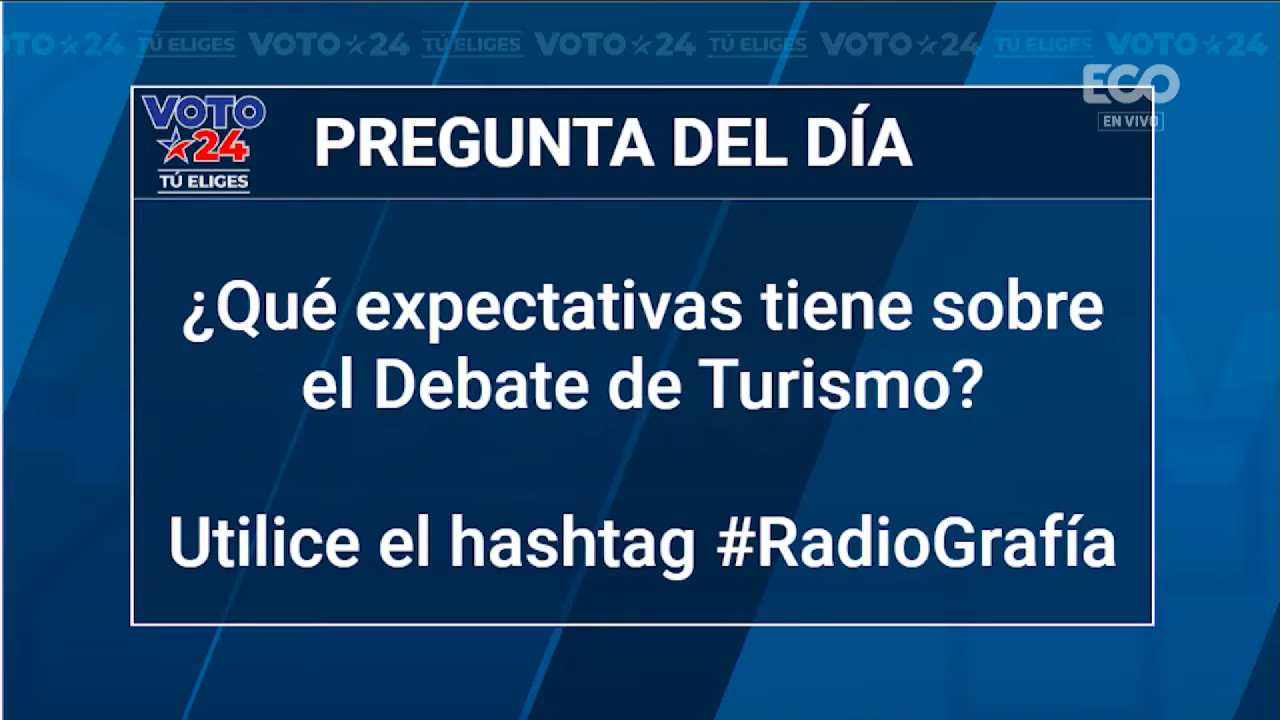 TO★24 TÚ ELIGES VOTO★24 TÚ ELIGES VOTO★24 TÚ ELIGES VOTO★24 TÚ ELIGES VOTO★24
ECO
EN VIVO
VOTO
★24
TÚ ELIGES
PREGUNTA DEL DÍA
¿Qué expectativas tiene sobre
el Debate de Turismo?
Utilice el hashtag #RadioGrafía